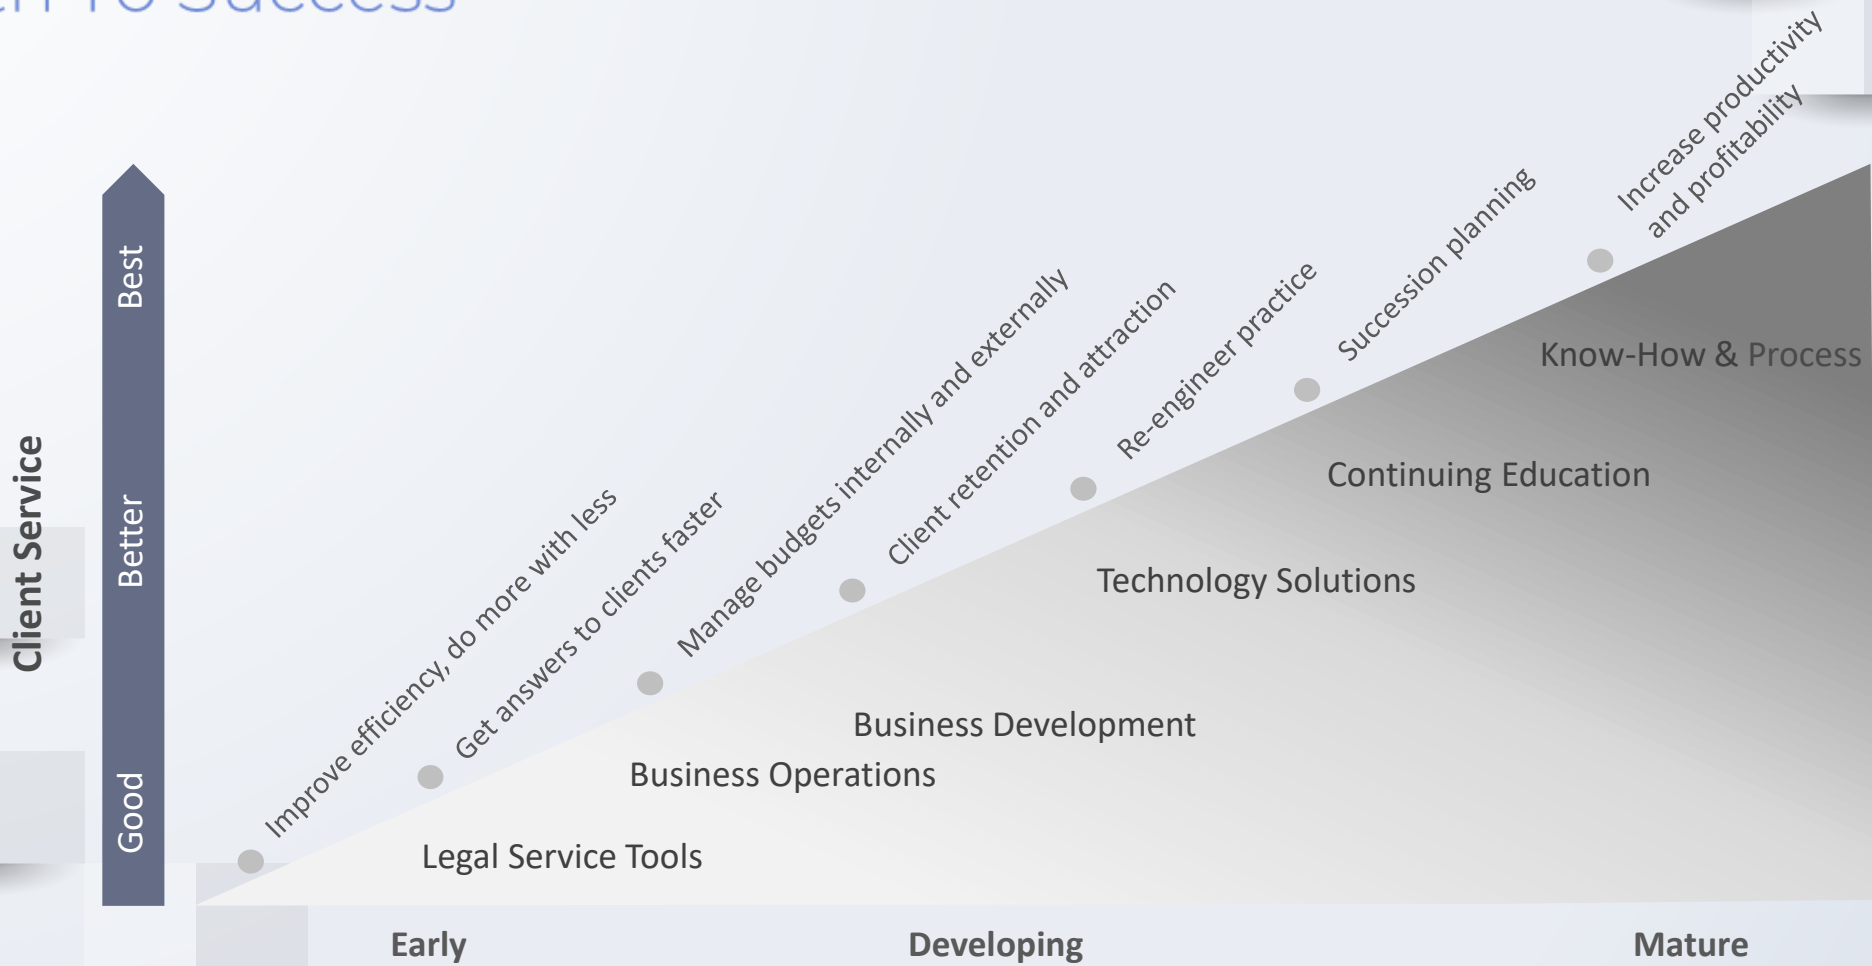 To Success
Increase productivity
and profitability
Succession planning
Re-engineer practice
Client retention and attraction
Manage budgets internally and externally
Get answers to clients faster
Improve efficiency, do more with less
Client Service
Best
Better
Good
Know-How & Process
Continuing Education
Technology Solutions
Business Development
Business Operations
Legal Service Tools
Early
Developing
Mature